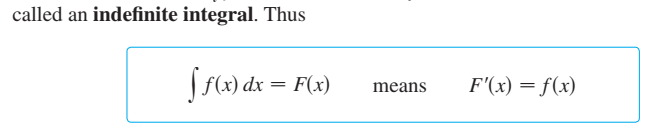 called an indefinite integral. Thus
∫ f(x) dx = F(x) means F′(x) = f(x)